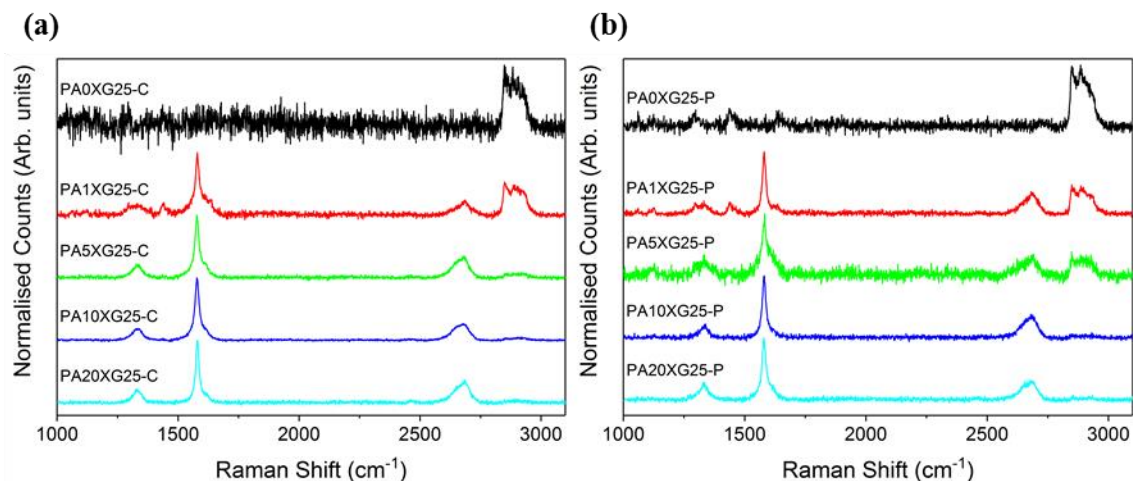 (a)
Normalised Counts (Arb. units)
PA0XG25-C
PA1XG25-C
PA5XG25-C
PA10XG25-C
PA20XG25-C
1000 1500 2000 2500 3000
Raman Shift (cm⁻¹)
(b)
Normalised Counts (Arb. units)
PA0XG25-P
PA1XG25-P
PA5XG25-P
PA10XG25-P
PA20XG25-P
1000 1500 2000 2500 3000
Raman Shift (cm⁻¹)